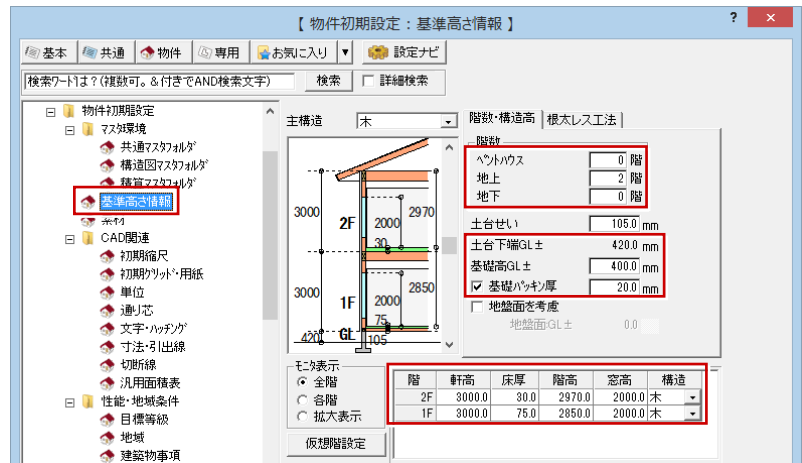 【 物件初期設定：基準高さ情報 】
? ×
基本 共通 物件 専用 お気に入り ▼ 設定ナビ
検索ワードは？(複数可。&付きでAND検索文字) 検索 詳細検索
物件初期設定
マスタ環境
共通マスタフォルダ
構造図マスタフォルダ
積算マスタフォルダ
基準高さ情報
素材
CAD関連
初期縮尺
初期グリッド・用紙
単位
通り芯
文字・ハッチング
寸法・引出線
切断線
汎用面積表
性能・地域条件
目標等級
地域
建築物事項
主構造 木
3000 2F 2000 2970
30
3000 1F 2000 2850
75
420 GL 105
階数・構造高 根太レス工法
階数
ペントハウス 0 階
地上 2 階
地下 0 階
土台せい 105.0 mm
土台下端GL± 420.0 mm
基礎高GL± 400.0 mm
基礎パッキン厚 20.0 mm
地盤面を考慮
地盤面GL± 0.0
モニタ表示
全階
各階
拡大表示
仮想階設定
階 軒高 床厚 階高 窓高 構造
2F 3000.0 30.0 2970.0 2000.0 木
1F 3000.0 75.0 2850.0 2000.0 木